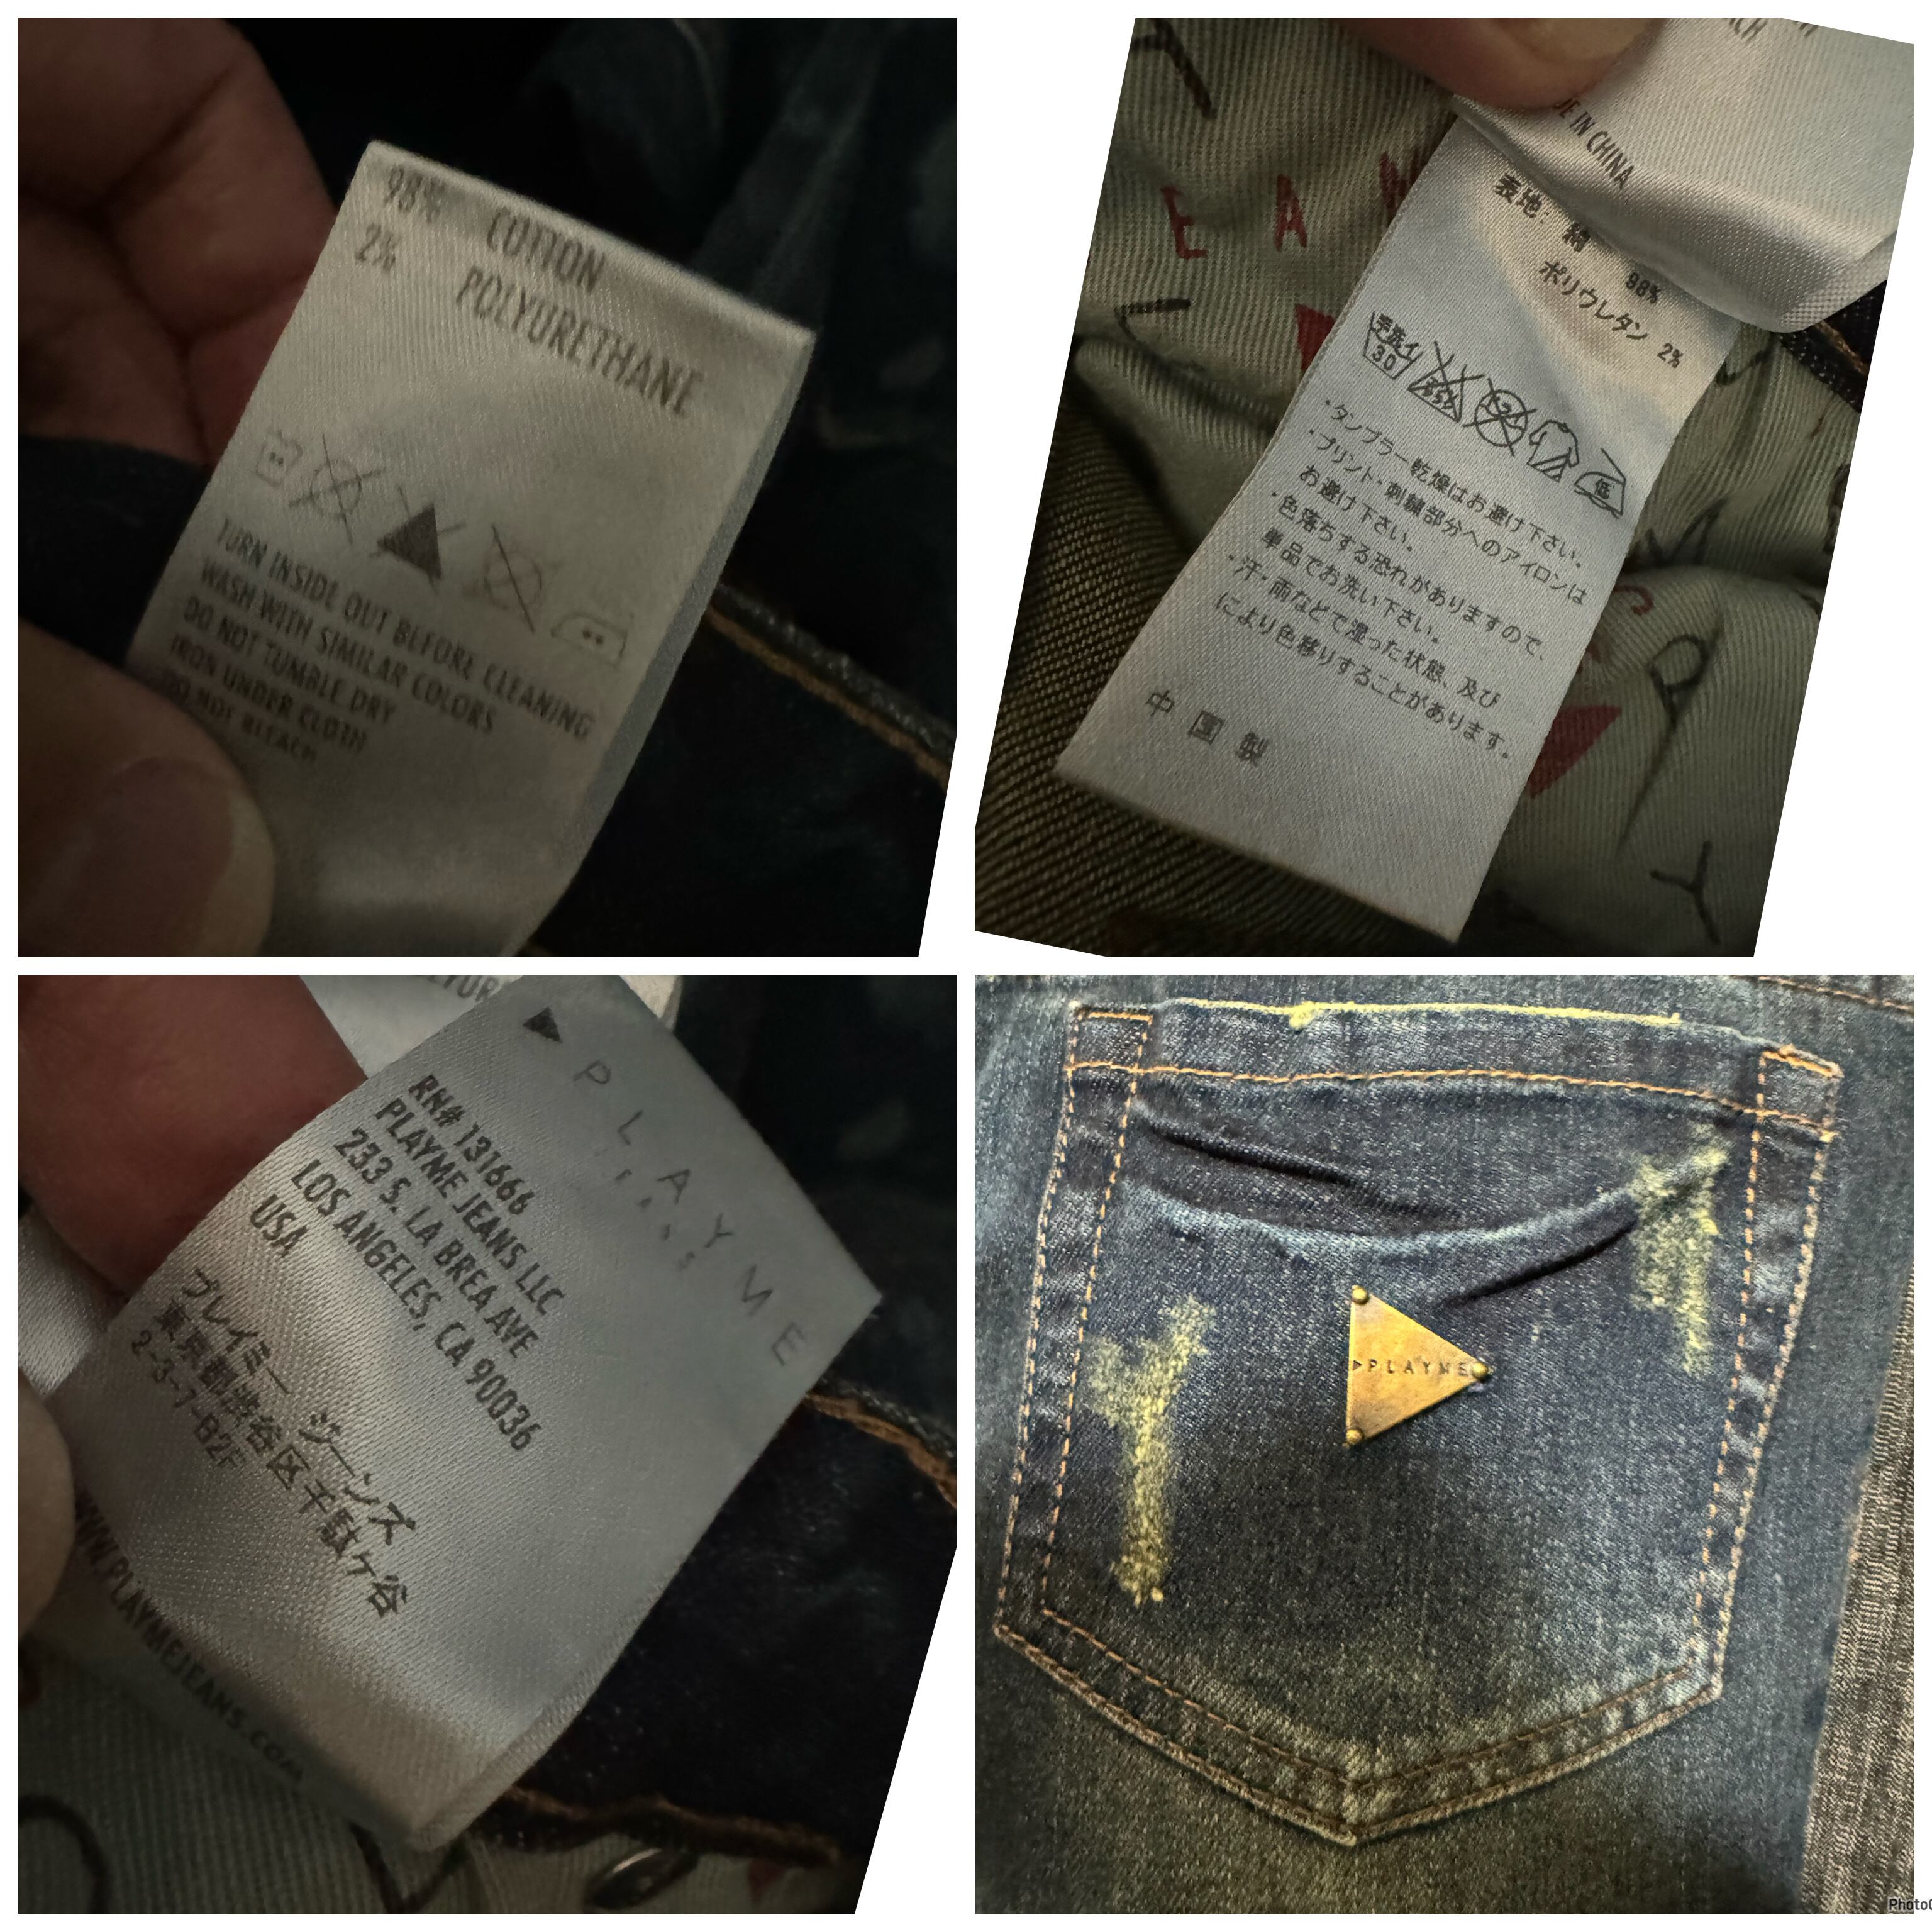 98% COTTON
2% POLYURETHANE
TURN INSIDE OUT BEFORE CLEANING
WASH WITH SIMILAR COLORS
DO NOT TUMBLE DRY
IRON UNDER CLOTH
DO NOT BLEACH
IN CHINA
表地: 綿 98%
ポリウレタン 2%
30
低
・タンブラー乾燥はお避け下さい。
・プリント・刺繍部分へのアイロンは
お避け下さい。
・色落ちする恐れがありますので、
単品でお洗い下さい。
・汗・雨などで湿った状態、及び
により色移りすることがあります。
中国製
E A
PLAYME
JEANS
RN# 131666
PLAYME JEANS LLC
233 S. LA BREA AVE
LOS ANGELES, CA 90036
USA
プレイミー ジーンズ
東京都渋谷区千駄ケ谷
2-3-7-B2F
WWW.PLAYMEJEANS.COM
PLAYME
Photo